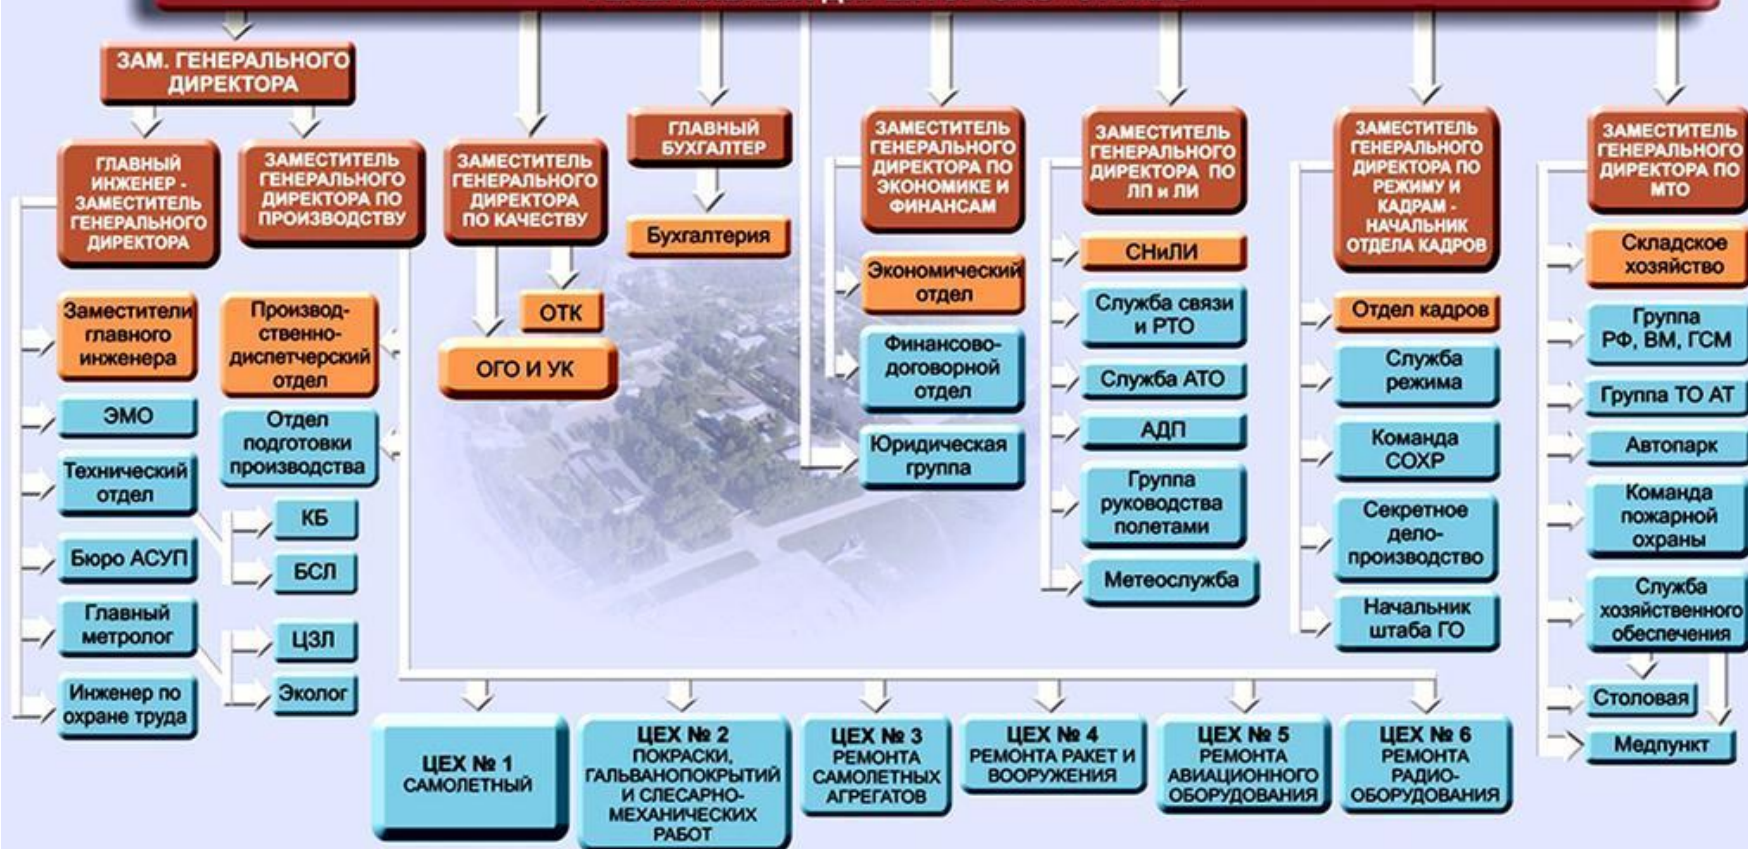 ЗАМ. ГЕНЕРАЛЬНОГО
ДИРЕКТОРА
ГЛАВНЫЙ
ИНЖЕНЕР -
ЗАМЕСТИТЕЛЬ
ГЕНЕРАЛЬНОГО
ДИРЕКТОРА
ЗАМЕСТИТЕЛЬ
ГЕНЕРАЛЬНОГО
ДИРЕКТОРА ПО
ПРОИЗВОДСТВУ
ЗАМЕСТИТЕЛЬ
ГЕНЕРАЛЬНОГО
ДИРЕКТОРА
ПО КАЧЕСТВУ
ГЛАВНЫЙ
БУХГАЛТЕР
ЗАМЕСТИТЕЛЬ
ГЕНЕРАЛЬНОГО
ДИРЕКТОРА ПО
ЭКОНОМИКЕ И
ФИНАНСАМ
ЗАМЕСТИТЕЛЬ
ГЕНЕРАЛЬНОГО
ДИРЕКТОРА ПО
ЛП и ЛИ
ЗАМЕСТИТЕЛЬ
ГЕНЕРАЛЬНОГО
ДИРЕКТОРА ПО
РЕЖИМУ И
КАДРАМ -
НАЧАЛЬНИК
ОТДЕЛА КАДРОВ
ЗАМЕСТИТЕЛЬ
ГЕНЕРАЛЬНОГО
ДИРЕКТОРА ПО
МТО
Заместители
главного
инженера
ЭМО
Технический
отдел
Бюро АСУП
Главный
метролог
Инженер по
охране труда
Производ-
ственно-
диспетчерский
отдел
Отдел
подготовки
производства
КБ
БСЛ
ЦЗЛ
Эколог
ОТК
ОГО И УК
Бухгалтерия
Экономический
отдел
Финансово-
договорной
отдел
Юридическая
группа
СНиЛИ
Служба связи
и РТО
Служба АТО
АДП
Группа
руководства
полетами
Метеослужба
Отдел кадров
Служба
режима
Команда
СОХР
Секретное
дело-
производство
Начальник
штаба ГО
Складское
хозяйство
Группа
РФ, ВМ, ГСМ
Группа ТО АТ
Автопарк
Команда
пожарной
охраны
Служба
хозяйственного
обеспечения
Столовая
Медпункт
ЦЕХ № 1
САМОЛЕТНЫЙ
ЦЕХ № 2
ПОКРАСКИ,
ГАЛЬВАНОПОКРЫТИЙ
И СЛЕСАРНО-
МЕХАНИЧЕСКИХ
РАБОТ
ЦЕХ № 3
РЕМОНТА
САМОЛЕТНЫХ
АГРЕГАТОВ
ЦЕХ № 4
РЕМОНТА РАКЕТ И
ВООРУЖЕНИЯ
ЦЕХ № 5
РЕМОНТА
АВИАЦИОННОГО
ОБОРУДОВАНИЯ
ЦЕХ № 6
РЕМОНТА
РАДИО-
ОБОРУДОВАНИЯ